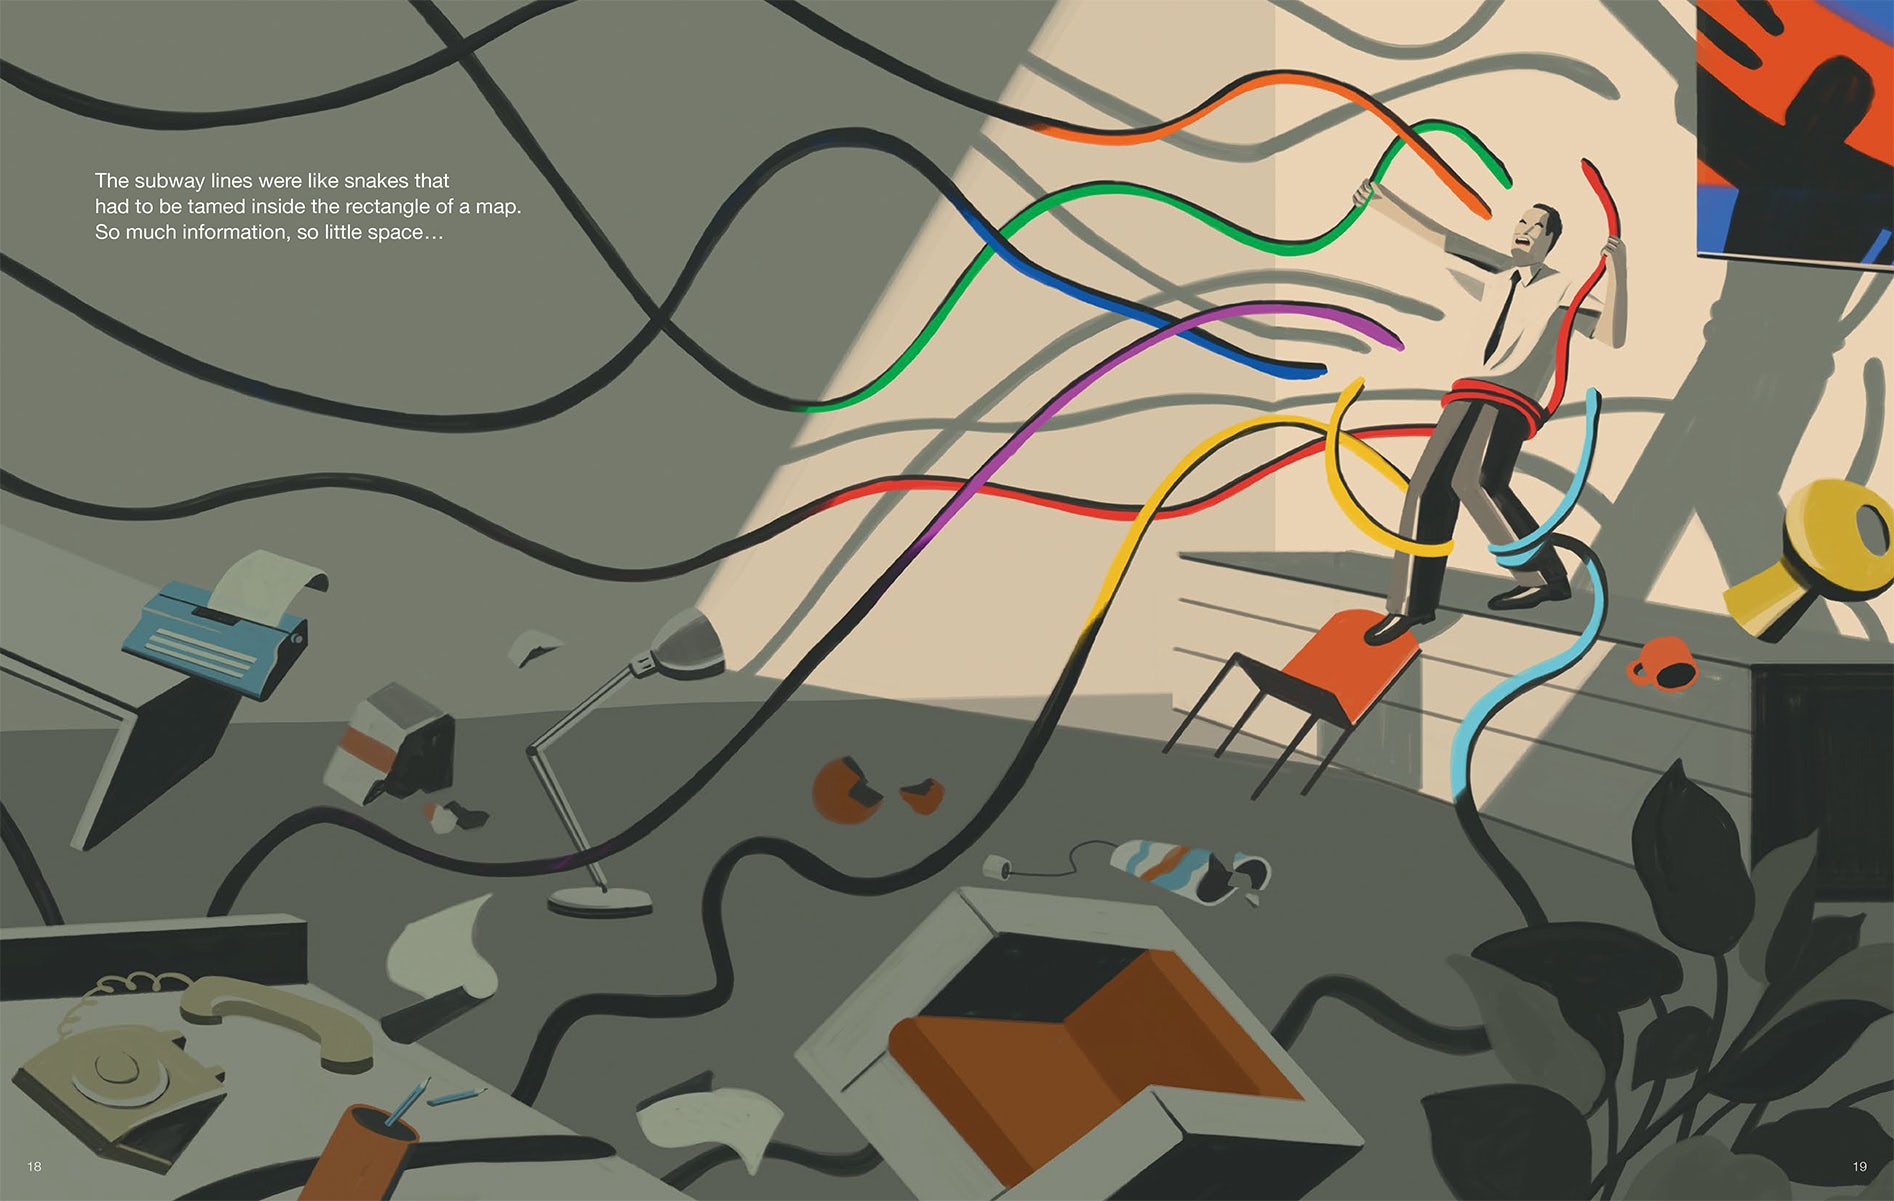 The subway lines were like snakes that
had to be tamed inside the rectangle of a map.
So much information, so little space…
18
19